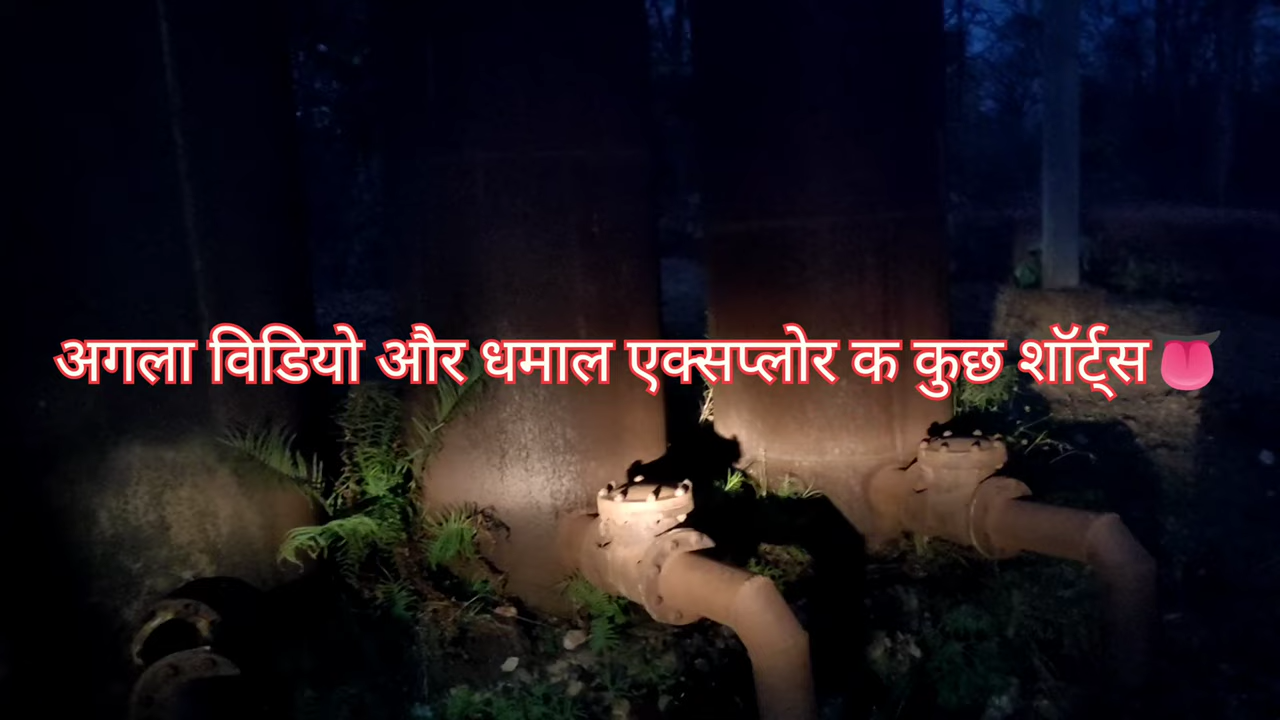 अगला विडियो और धमाल एक्सप्लोर क कुछ शॉर्ट्स 👅